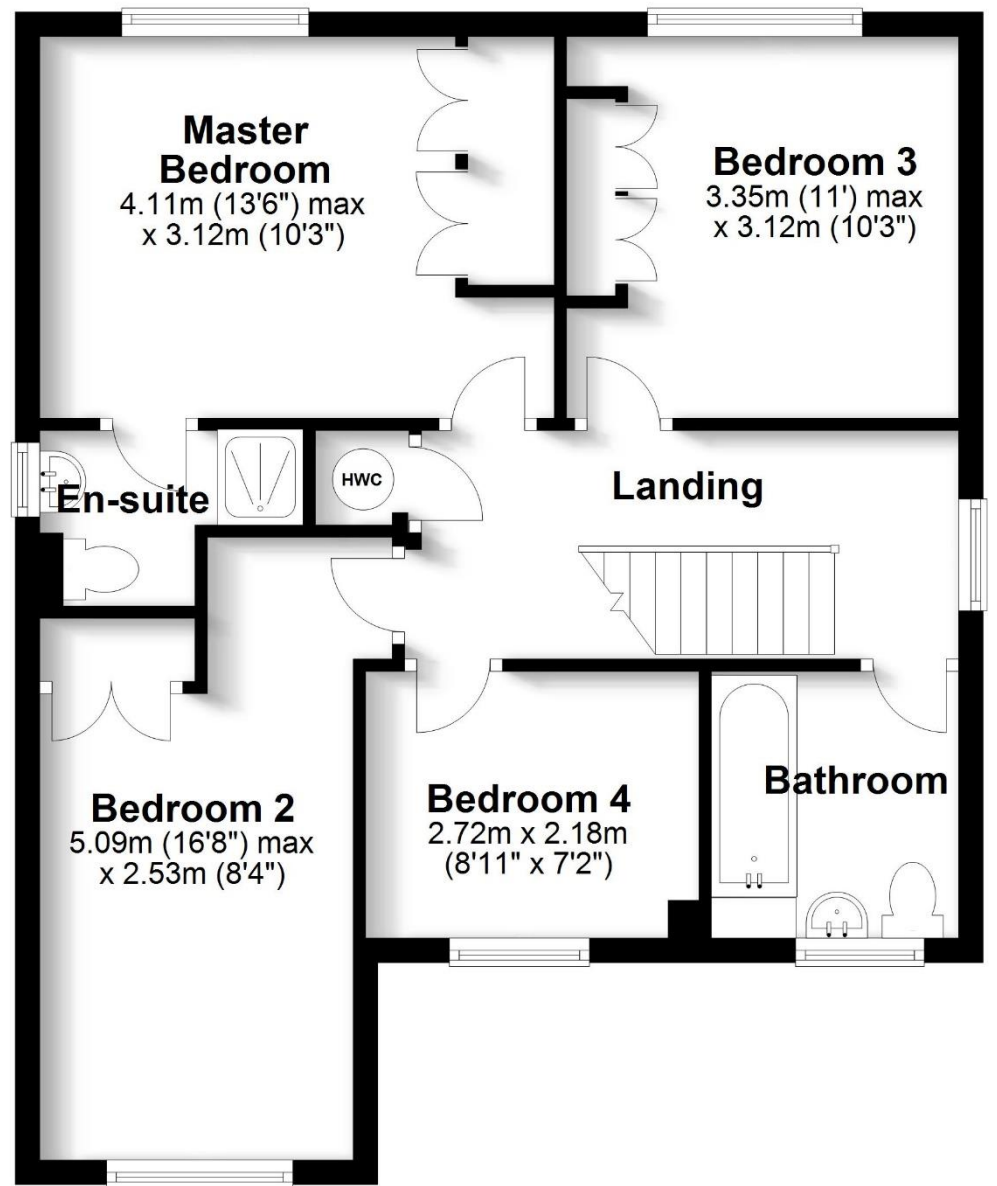 Master
Bedroom
4.11m (13'6") max
x 3.12m (10'3")
Bedroom 3
3.35m (11') max
x 3.12m (10'3")
En-suite
HWC
Landing
Bedroom 2
5.09m (16'8") max
x 2.53m (8'4")
Bedroom 4
2.72m x 2.18m
(8'11" x 7'2")
Bathroom